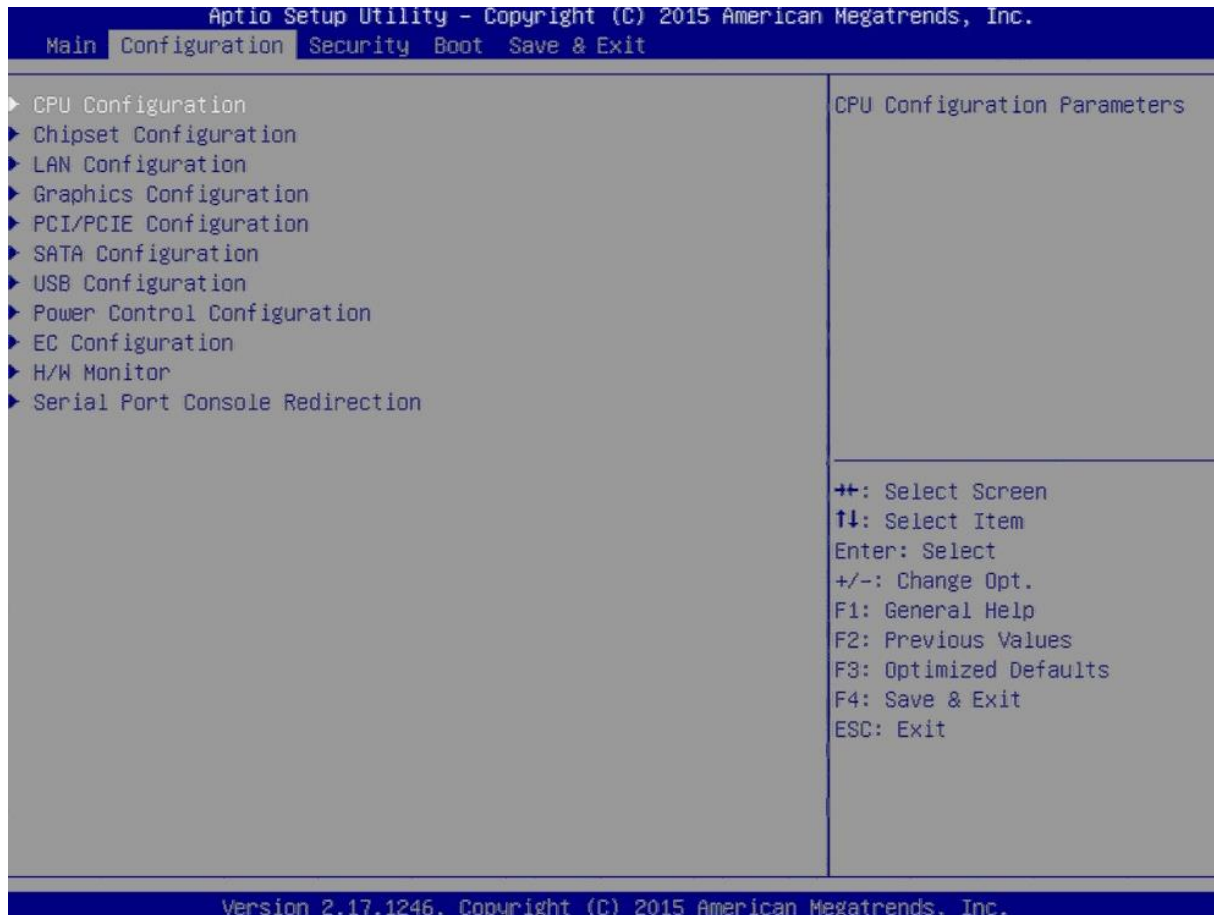 Aptio Setup Utility – Copyright (C) 2015 American Megatrends, Inc.
Main Configuration Security Boot Save & Exit
CPU Configuration
Chipset Configuration
LAN Configuration
Graphics Configuration
PCI/PCIE Configuration
SATA Configuration
USB Configuration
Power Control Configuration
EC Configuration
H/W Monitor
Serial Port Console Redirection
CPU Configuration Parameters
→←: Select Screen
↑↓: Select Item
Enter: Select
+/-: Change Opt.
F1: General Help
F2: Previous Values
F3: Optimized Defaults
F4: Save & Exit
ESC: Exit
Version 2.17.1246. Copyright (C) 2015 American Megatrends, Inc.